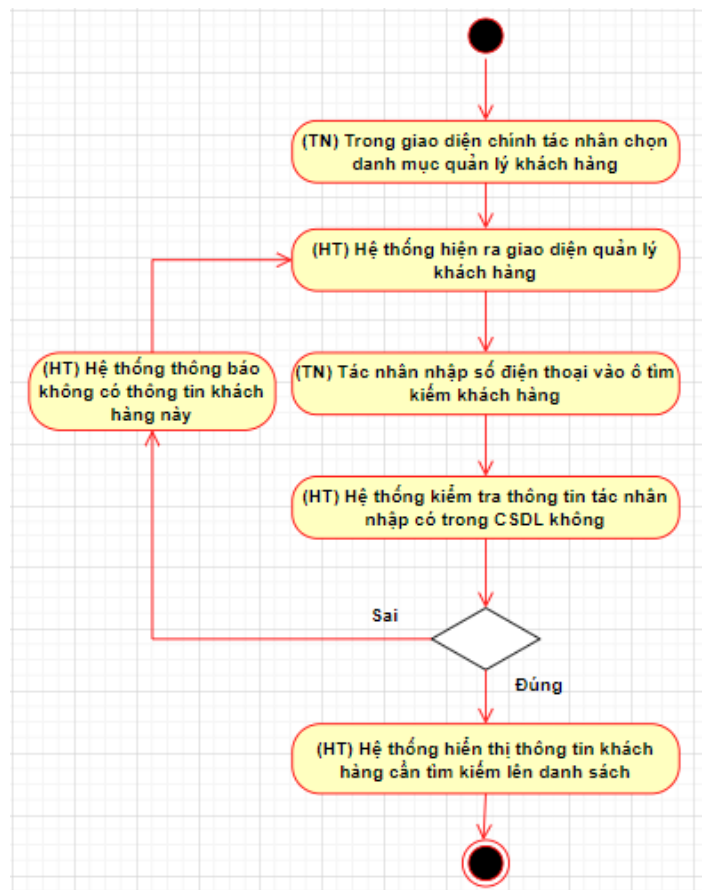 (TN) Trong giao diện chính tác nhân chọn
danh mục quản lý khách hàng
(HT) Hệ thống hiện ra giao diện quản lý
khách hàng
(HT) Hệ thống thông báo
không có thông tin khách
hàng này
(TN) Tác nhân nhập số điện thoại vào ô tìm
kiếm khách hàng
(HT) Hệ thống kiểm tra thông tin tác nhân
nhập có trong CSDL không
Sai
Đúng
(HT) Hệ thống hiển thị thông tin khách
hàng cần tìm kiếm lên danh sách